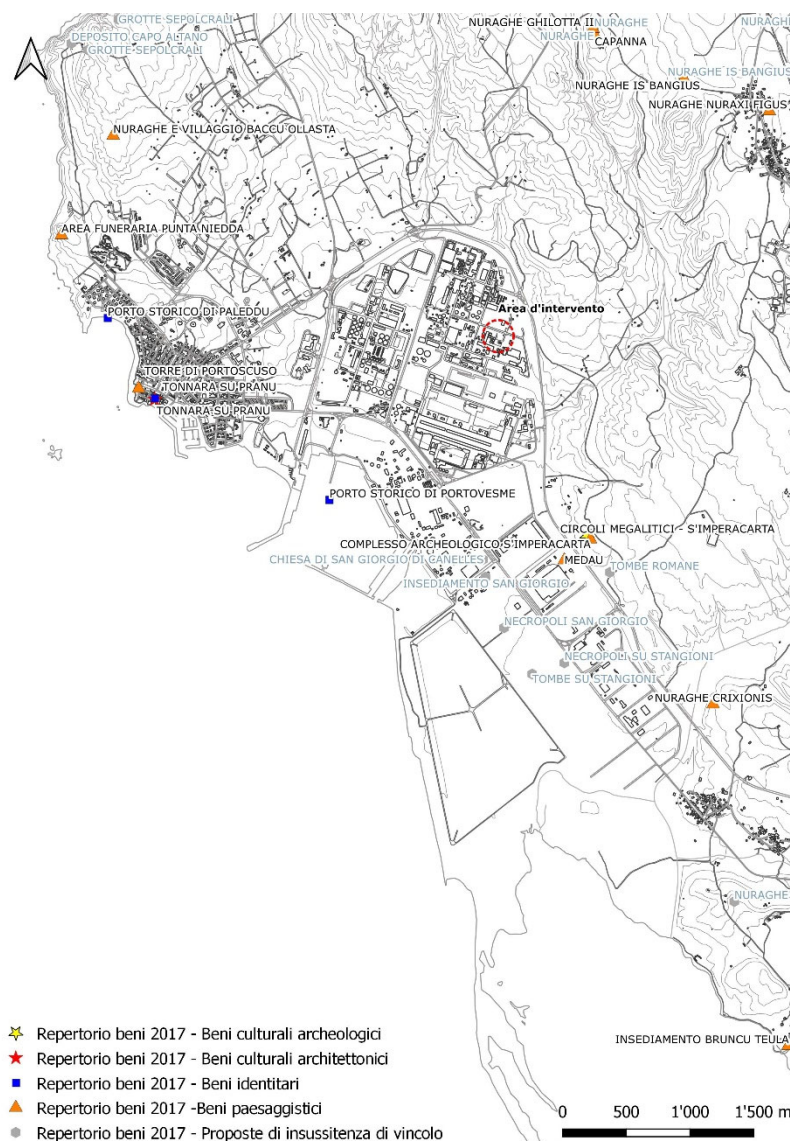 GROTTE SEPOLCRALI
DEPOSITO CAPO ALTANO
GROTTE SEPOLCRALI
NURAGHE GHILOTTA II
NURAGHE
NURAGHE
CAPANNA
NURAGHE
NURAGHE IS BANGIUS
NURAGHE IS BANGIUS
NURAGHE NURAXI FIGUS
NURAGHE E VILLAGGIO BACCU OLLASTA
AREA FUNERARIA PUNTA NIEDDA
Area d'intervento
PORTO STORICO DI PALEDDU
TORRE DI PORTOSCUSO
TONNARA SU PRANU
TONNARA SU PRANU
PORTO STORICO DI PORTOVESME
CIRCOLI MEGALITICI - S'IMPERACARTA
COMPLESSO ARCHEOLOGICO S'IMPERACARTA
CHIESA DI SAN GIORGIO DI CANELLES
MEDAU
TOMBE ROMANE
INSEDIAMENTO SAN GIORGIO
NECROPOLI SAN GIORGIO
NECROPOLI SU STANGIONI
TOMBE SU STANGIONI
NURAGHE CRIXIONIS
NURAGHE
INSEDIAMENTO BRUNCU TEULA
Repertorio beni 2017 - Beni culturali archeologici
Repertorio beni 2017 - Beni culturali architettonici
Repertorio beni 2017 - Beni identitari
Repertorio beni 2017 -Beni paesaggistici
Repertorio beni 2017 - Proposte di insussitenza di vincolo
0 500 1'000 1'500 m